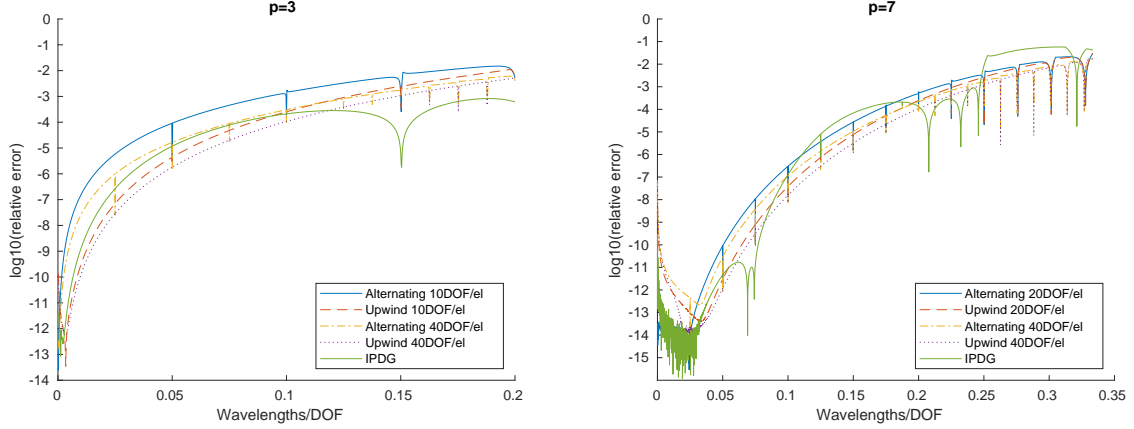 p=3
log10(relative error)
0
-1
-2
-3
-4
-5
-6
-7
-8
-9
-10
-11
-12
-13
-14
Alternating 10DOF/el
Upwind 10DOF/el
Alternating 40DOF/el
Upwind 40DOF/el
IPDG
0 0.05 0.1 0.15 0.2
Wavelengths/DOF
p=7
log10(relative error)
0
-1
-2
-3
-4
-5
-6
-7
-8
-9
-10
-11
-12
-13
-14
-15
Alternating 20DOF/el
Upwind 20DOF/el
Alternating 40DOF/el
Upwind 40DOF/el
IPDG
0 0.05 0.1 0.15 0.2 0.25 0.3 0.35
Wavelengths/DOF